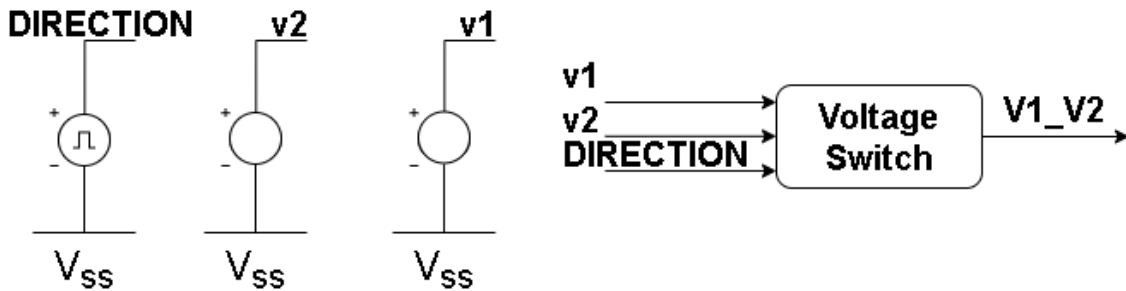 DIRECTION
v2
v1
+
−
+
−
+
−
VSS
VSS
VSS
v1
v2
DIRECTION
Voltage
Switch
V1_V2